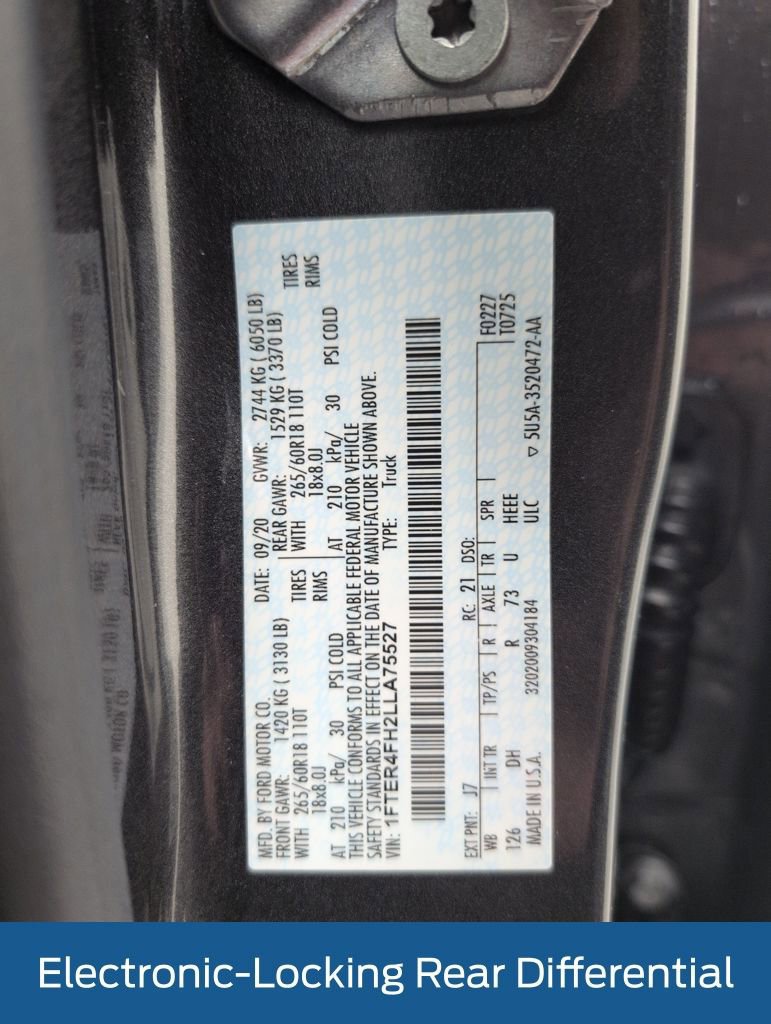 MFD. BY FORD MOTOR CO.
DATE: 09/20 GVWR: 2744 KG ( 6050 LB)
FRONT GAWR: 1420 KG ( 3130 LB) REAR GAWR: 1529 KG ( 3370 LB)
WITH 265/60R18 110T TIRES WITH 265/60R18 110T TIRES
18x8.0J RIMS 18x8.0J RIMS
AT 210 kPa/ 30 PSI COLD AT 210 kPa/ 30 PSI COLD
THIS VEHICLE CONFORMS TO ALL APPLICABLE FEDERAL MOTOR VEHICLE
SAFETY STANDARDS IN EFFECT ON THE DATE OF MANUFACTURE SHOWN ABOVE.
VIN: 1FTER4FH2LLA75527 TYPE: Truck
EXT PNT: J7 RC: 21 DSO: F0227
WB INT TR TP/PS R AXLE TR SPR T0725
126 DH R 73 U HEEE
MADE IN U.S.A. 3202009304184 ULC ▽ 5U5A-3520472-AA
Electronic-Locking Rear Differential